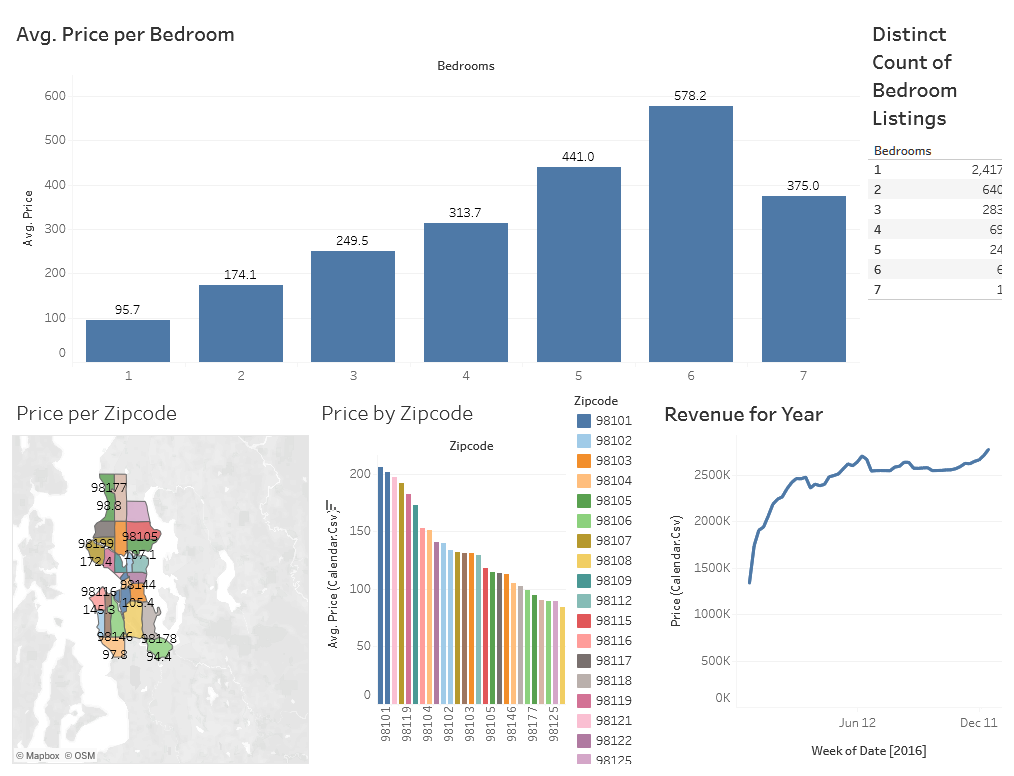 Avg. Price per Bedroom
Bedrooms
Avg. Price
600
500
400
300
200
100
0
95.7
174.1
249.5
313.7
441.0
578.2
375.0
1
2
3
4
5
6
7
Distinct
Count of
Bedroom
Listings
Bedrooms
1 2,417
2 640
3 283
4 69
5 24
6 6
7 1
Price per Zipcode
98177
93.8
98105
98199
107.1
172.4
98144
98116
105.4
145.3
98146
98178
97.8
94.4
© Mapbox © OSM
Price by Zipcode
Zipcode
Avg. Price (Calendar.Csv)
200
150
100
50
0
98101
98119
98104
98102
98103
98105
98146
98177
98125
Zipcode
98101
98102
98103
98104
98105
98106
98107
98108
98109
98112
98115
98116
98117
98118
98119
98121
98122
98125
Revenue for Year
Price (Calendar.Csv)
2500K
2000K
1500K
1000K
500K
0K
Jun 12
Dec 11
Week of Date [2016]